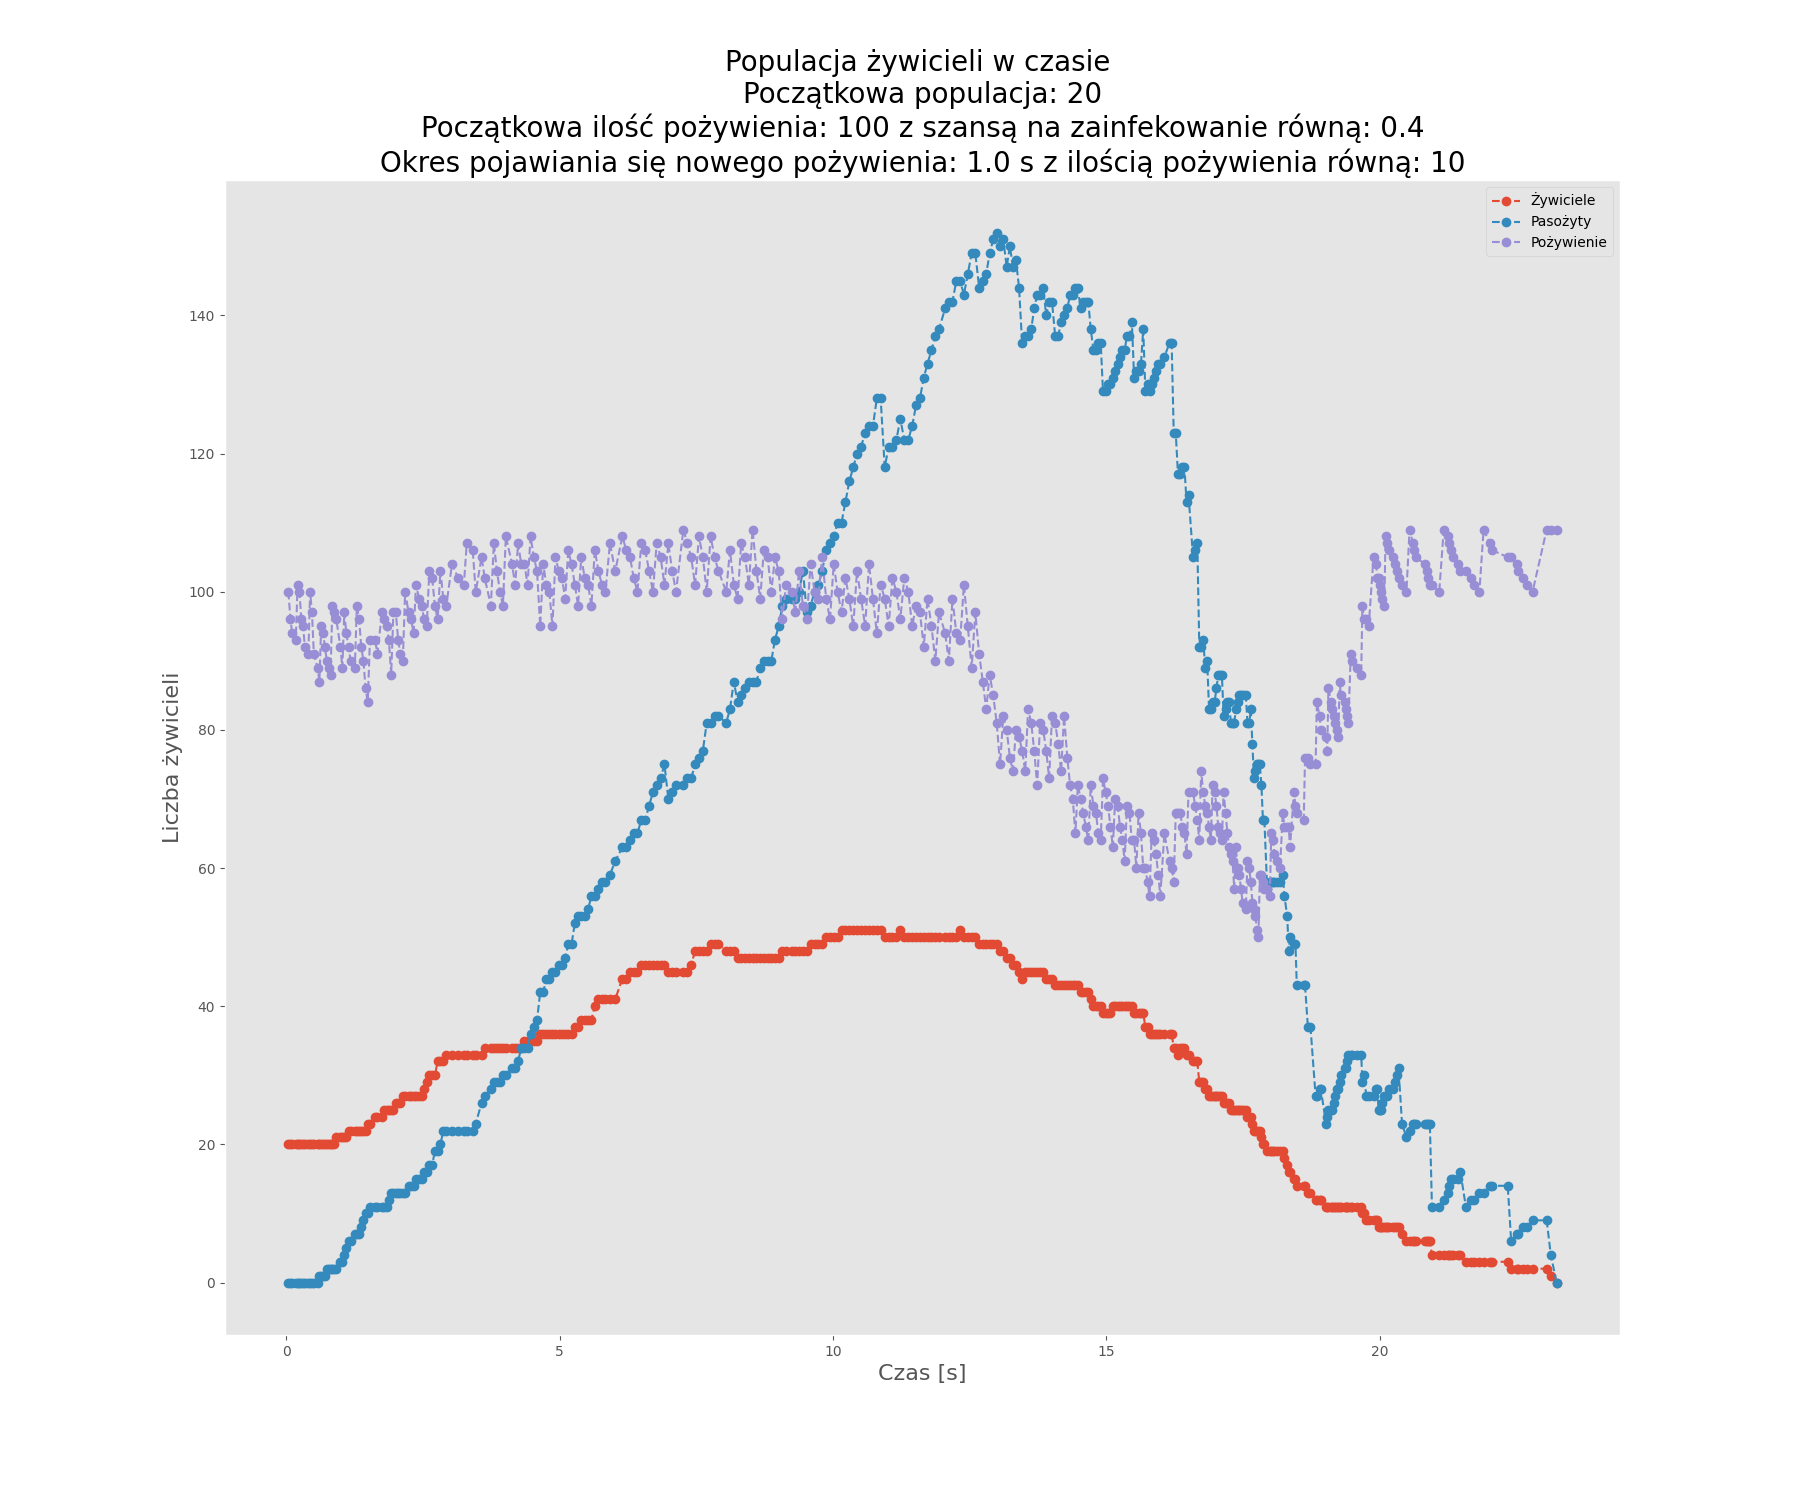 Populacja żywicieli w czasie
Początkowa populacja: 20
Początkowa ilość pożywienia: 100 z szansą na zainfekowanie równą: 0.4
Okres pojawiania się nowego pożywienia: 1.0 s z ilością pożywienia równą: 10
Żywiciele
Pasożyty
Pożywienie
Liczba żywicieli
140
120
100
80
60
40
20
0
0 5 10 15 20
Czas [s]